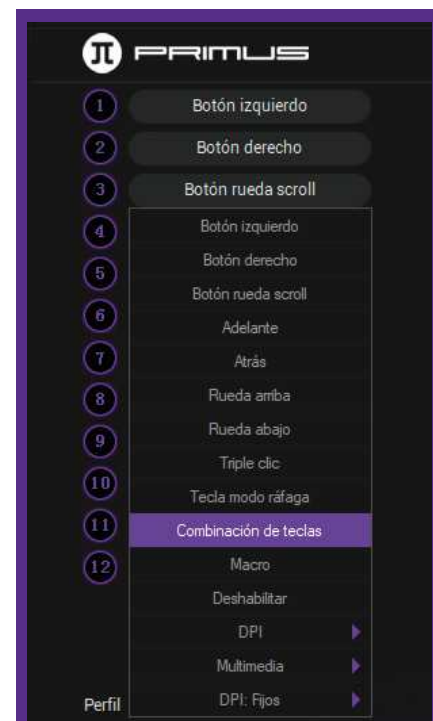 PRIMUS
1 Botón izquierdo
2 Botón derecho
3 Botón rueda scroll
4 Botón izquierdo
Botón derecho
5 Botón rueda scroll
6 Adelante
7 Atrás
8 Rueda arriba
9 Rueda abajo
Triple clic
10 Tecla modo ráfaga
11 Combinación de teclas
12 Macro
Deshabilitar
DPI
Multimedia
Perfil DPI: Fijos